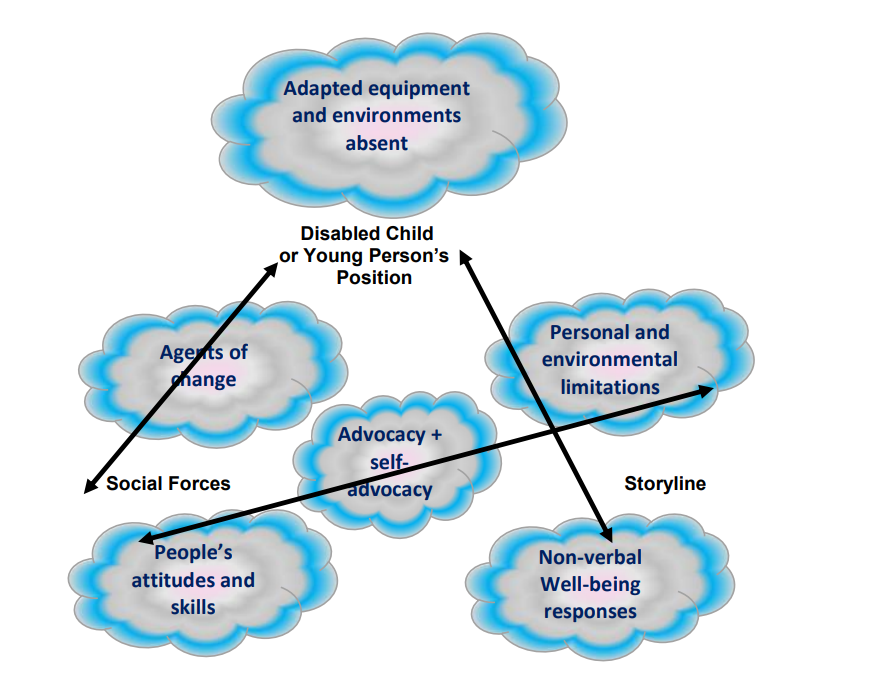 Adapted equipment
and environments
absent
Disabled Child
or Young Person's
Position
Agents of
change
Personal and
environmental
limitations
Advocacy +
self-
advocacy
Social Forces
Storyline
People's
attitudes and
skills
Non-verbal
Well-being
responses